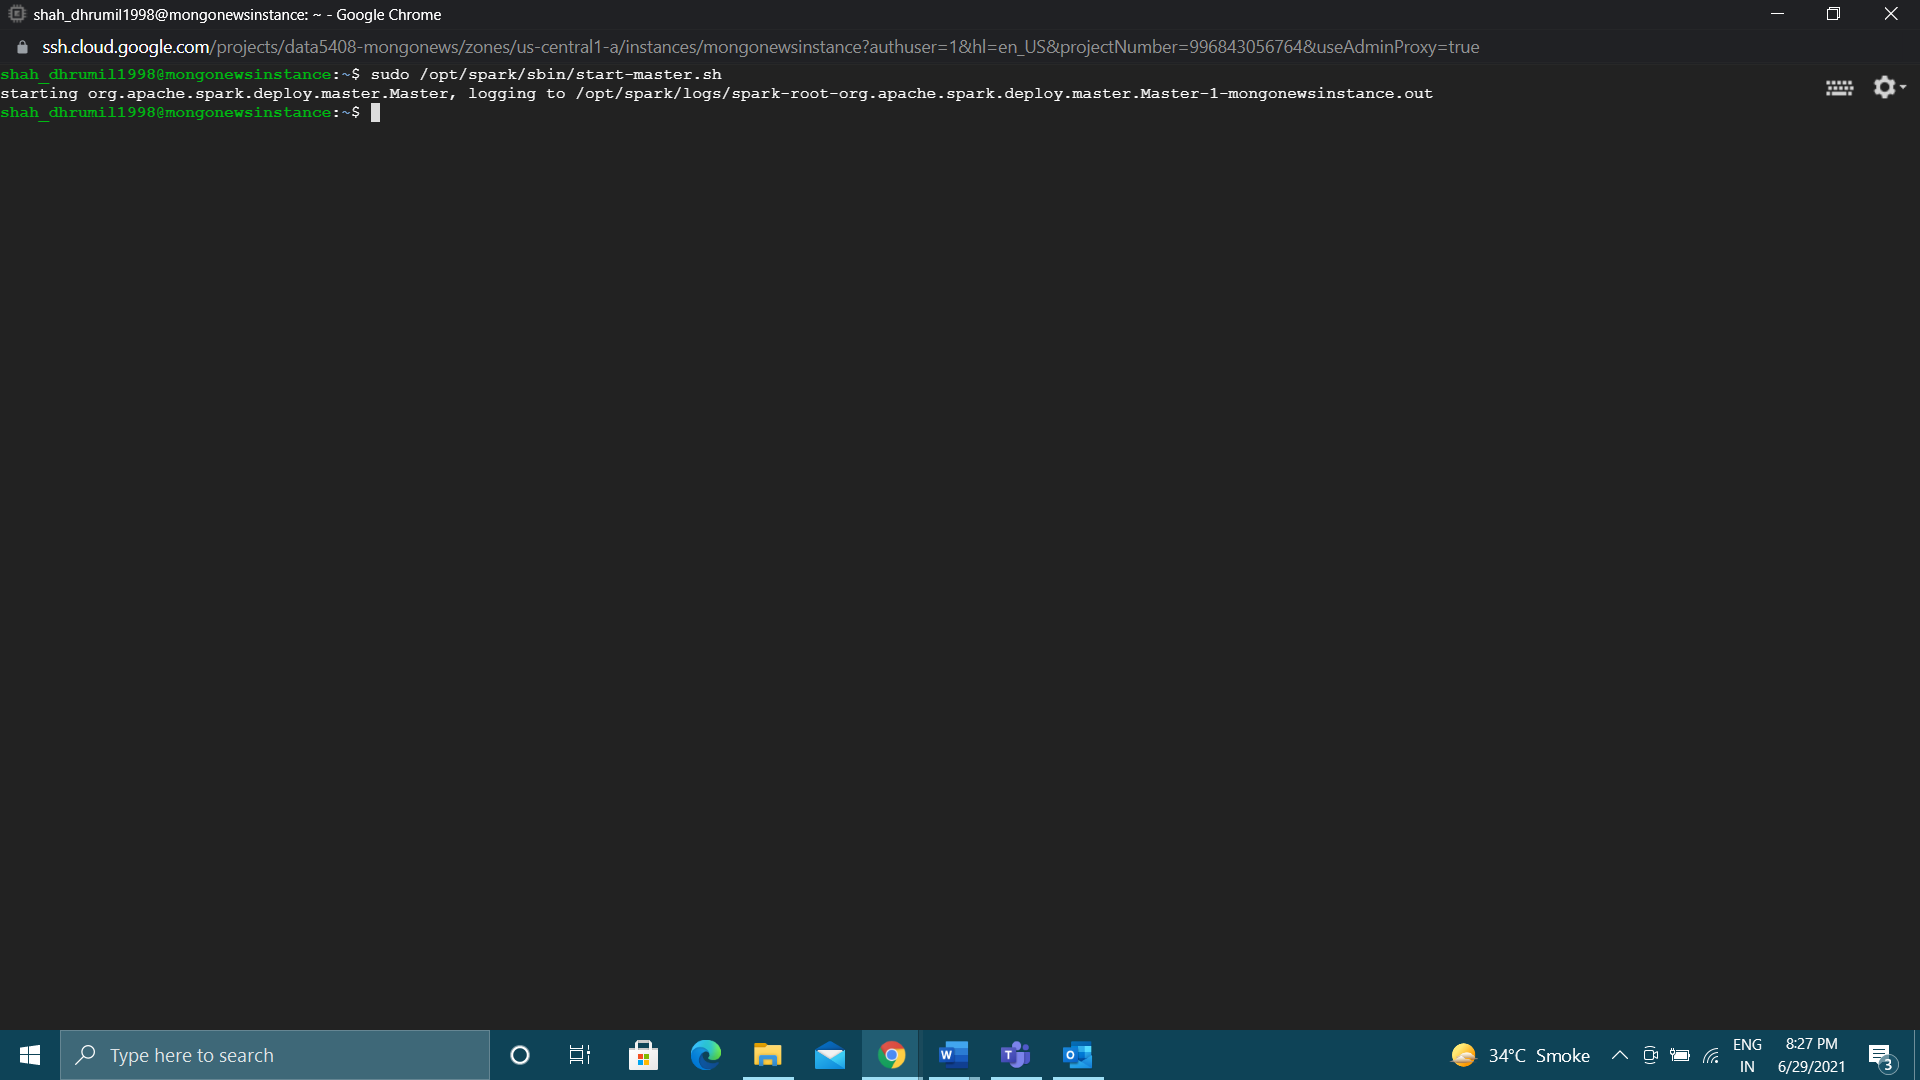 shah_dhrumil1998@mongonewsinstance: ~ - Google Chrome
ssh.cloud.google.com/projects/data5408-mongonews/zones/us-central1-a/instances/mongonewsinstance?authuser=1&hl=en_US&projectNumber=996843056764&useAdminProxy=true
shah_dhrumil1998@mongonewsinstance:~$ sudo /opt/spark/sbin/start-master.sh
starting org.apache.spark.deploy.master.Master, logging to /opt/spark/logs/spark-root-org.apache.spark.deploy.master.Master-1-mongonewsinstance.out
shah_dhrumil1998@mongonewsinstance:~$
Type here to search
34°C Smoke
ENG
IN
8:27 PM
6/29/2021
3